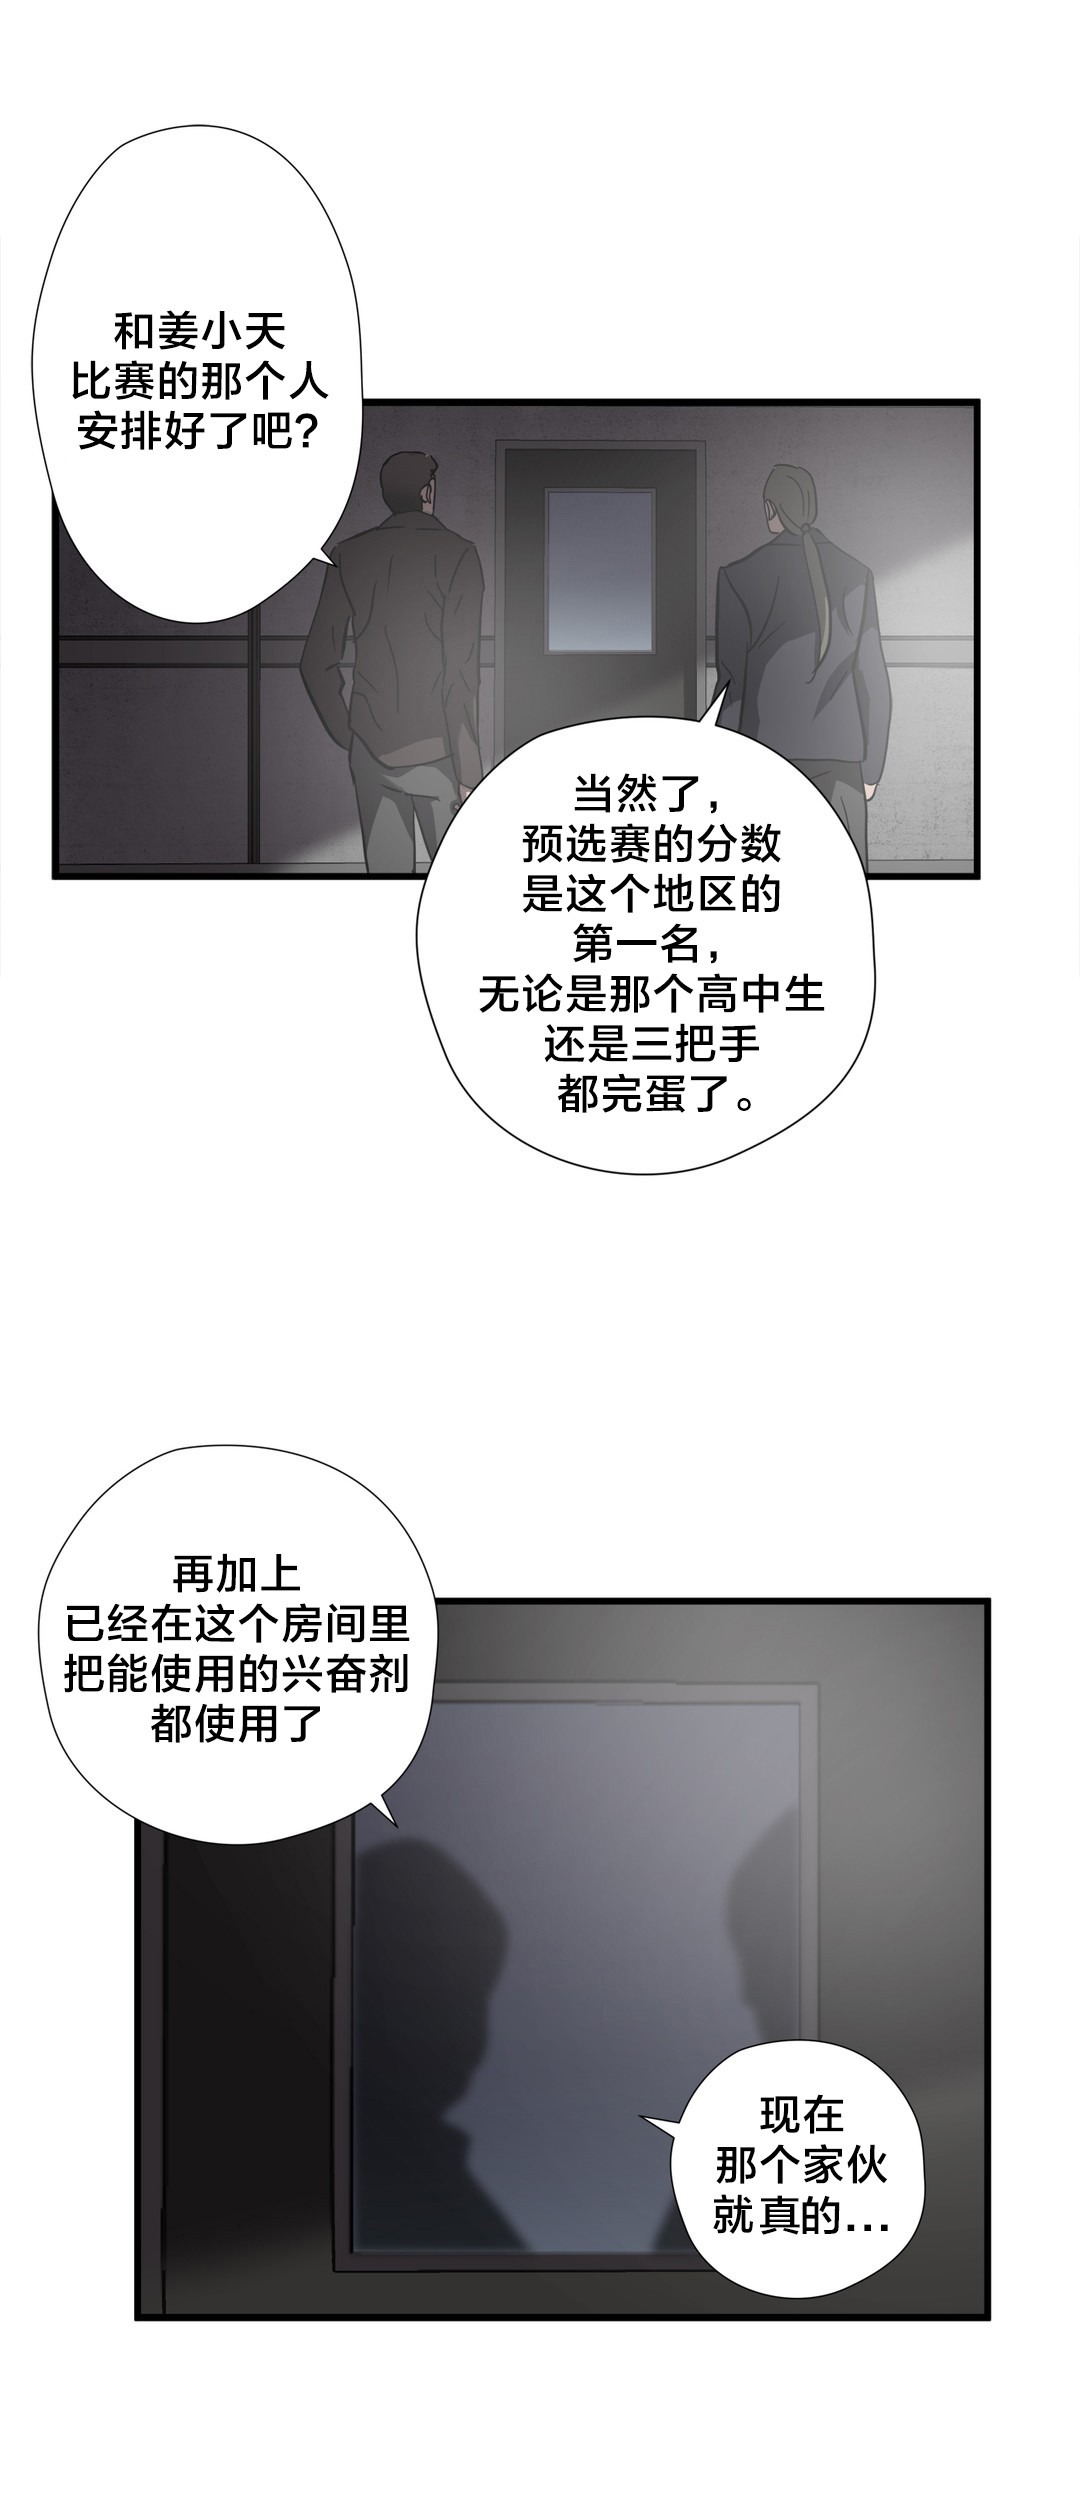 和姜小天
比赛的那个人
安排好了吧?
当然了,
预选赛的分数
是这个地区的
第一名,
无论是那个高中生
还是三把手
都完蛋了。
再加上
已经在这个房间里
把能使用的兴奋剂
都使用了
现在
那个家伙
就真的...